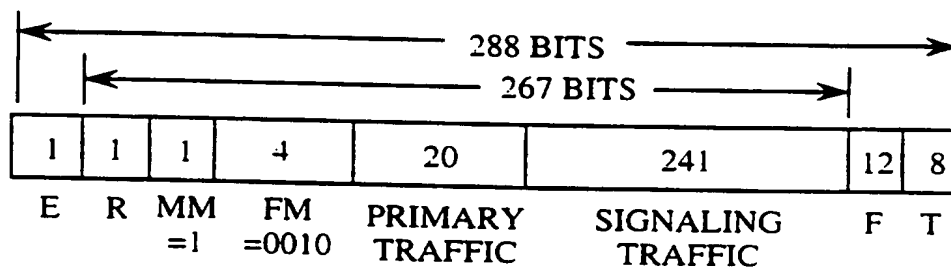 288 BITS
267 BITS
1 1 1 4 20 241 12 8
E R MM FM PRIMARY SIGNALING F T
=1 =0010 TRAFFIC TRAFFIC